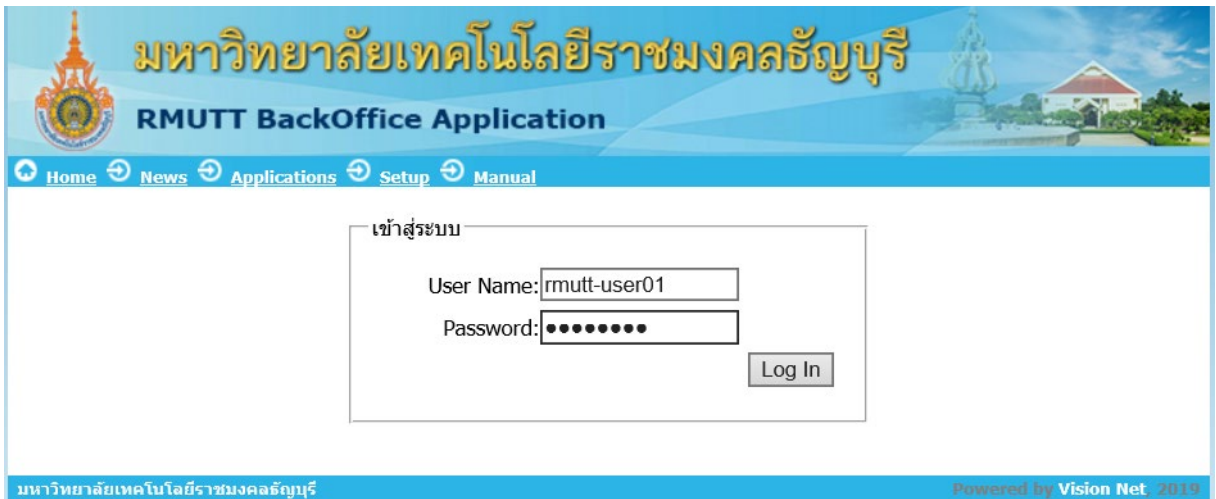 มหาวิทยาลัยเทคโนโลยีราชมงคลธัญบุรี
RMUTT BackOffice Application
Home News Applications Setup Manual
เข้าสู่ระบบ
User Name: rmutt-user01
Password: ●●●●●●●●
Log In
มหาวิทยาลัยเทคโนโลยีราชมงคลธัญบุรี Powered by Vision Net, 2019